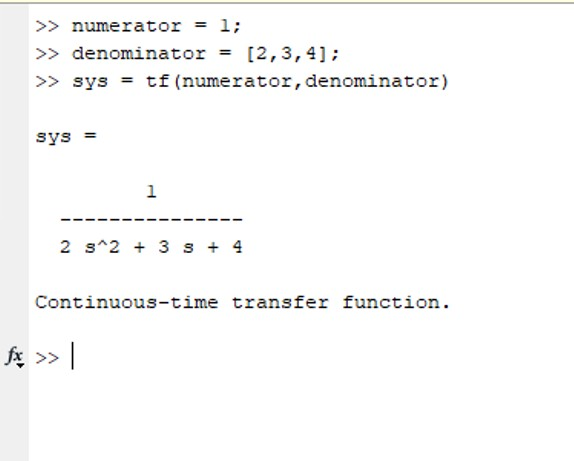 >> numerator = 1;
>> denominator = [2,3,4];
>> sys = tf(numerator,denominator)
sys =
1
---------------
2 s^2 + 3 s + 4
Continuous-time transfer function.
fx >>